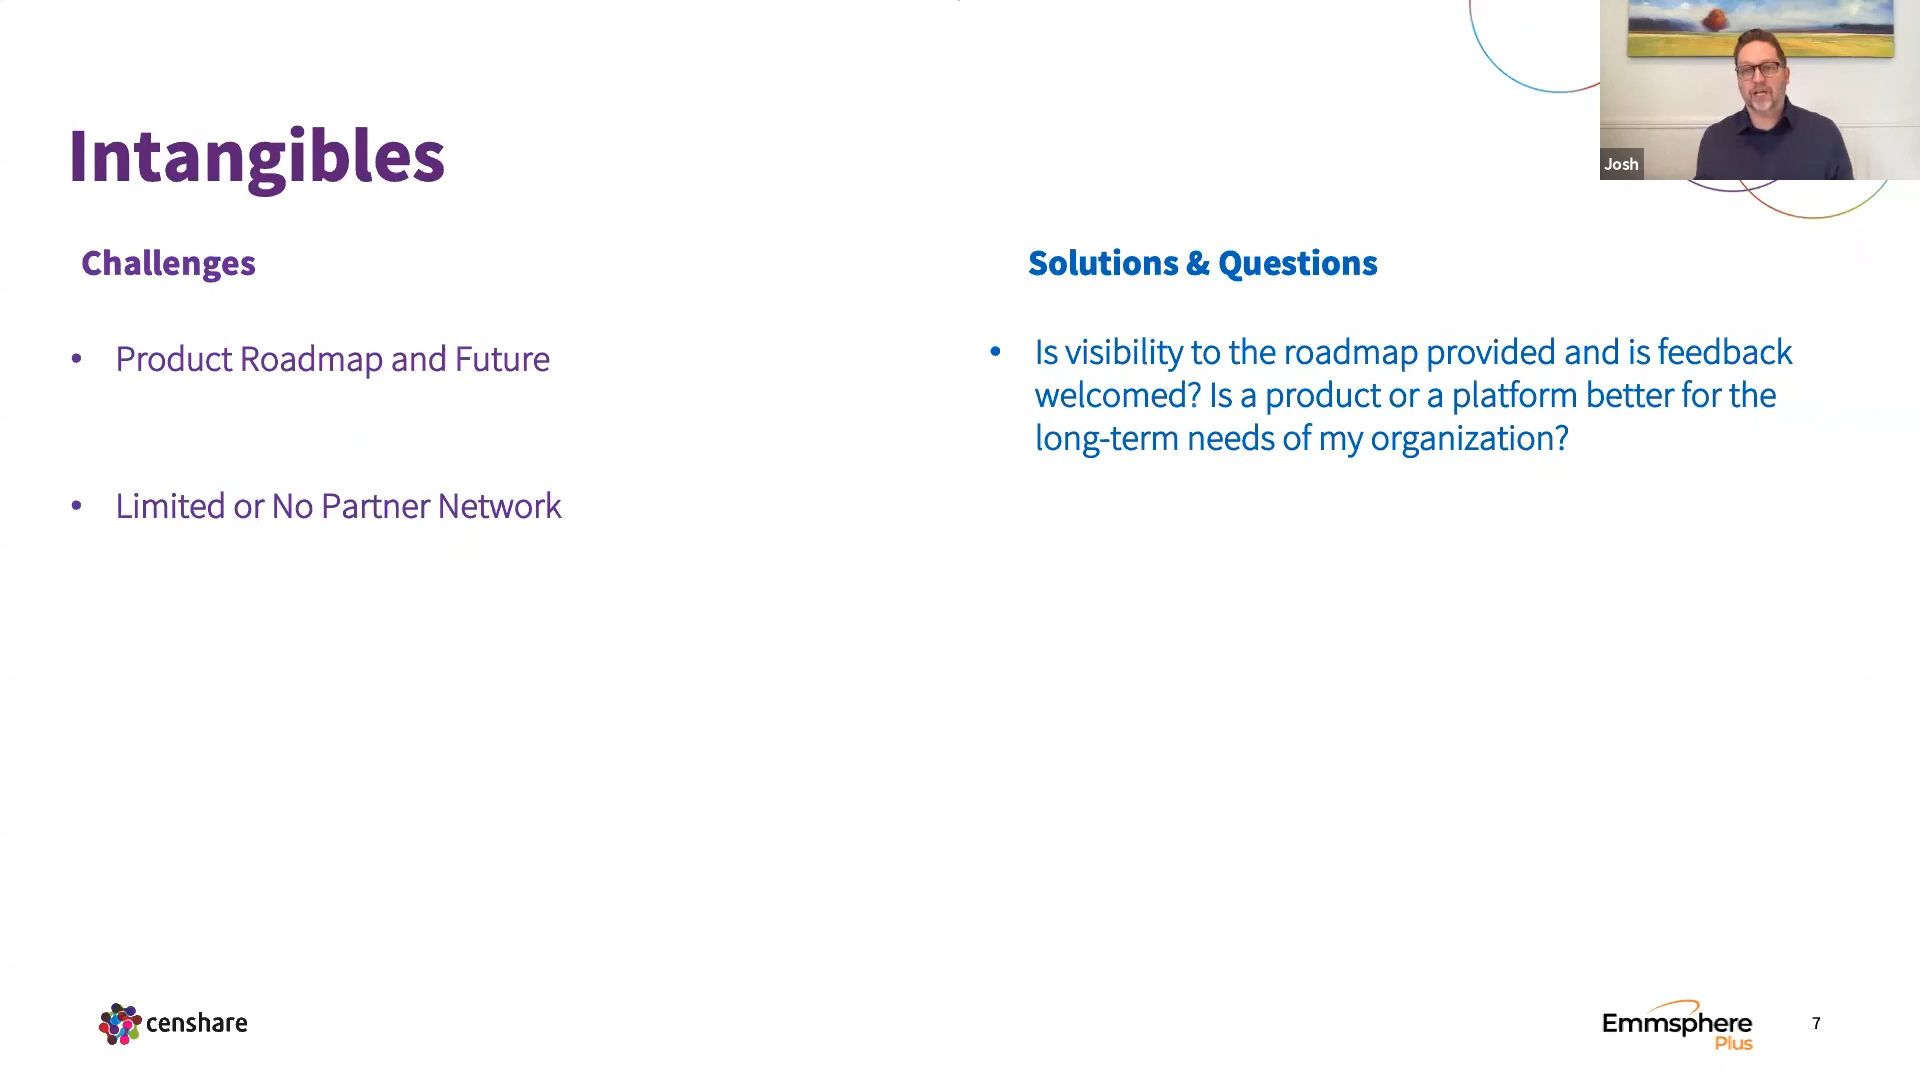 Josh
Intangibles
Challenges
• Product Roadmap and Future
• Limited or No Partner Network
Solutions & Questions
• Is visibility to the roadmap provided and is feedback
welcomed? Is a product or a platform better for the
long-term needs of my organization?
censhare
Emmsphere
Plus
7